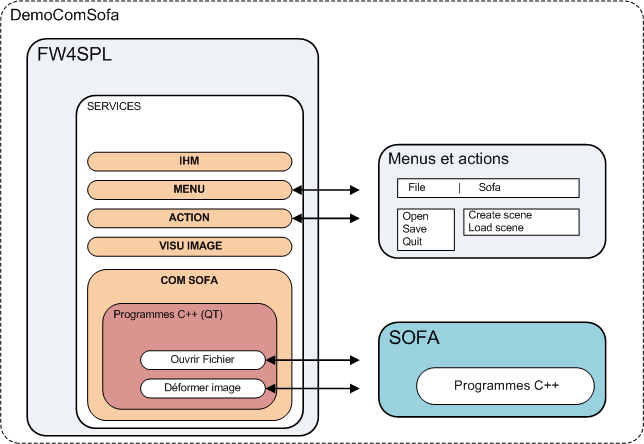 DemoComSofa
FW4SPL
SERVICES
IHM
MENU
ACTION
VISU IMAGE
COM SOFA
Programmes C++ (QT)
Ouvrir Fichier
Déformer image
Menus et actions
File | Sofa
Open
Save
Quit
Create scene
Load scene
SOFA
Programmes C++